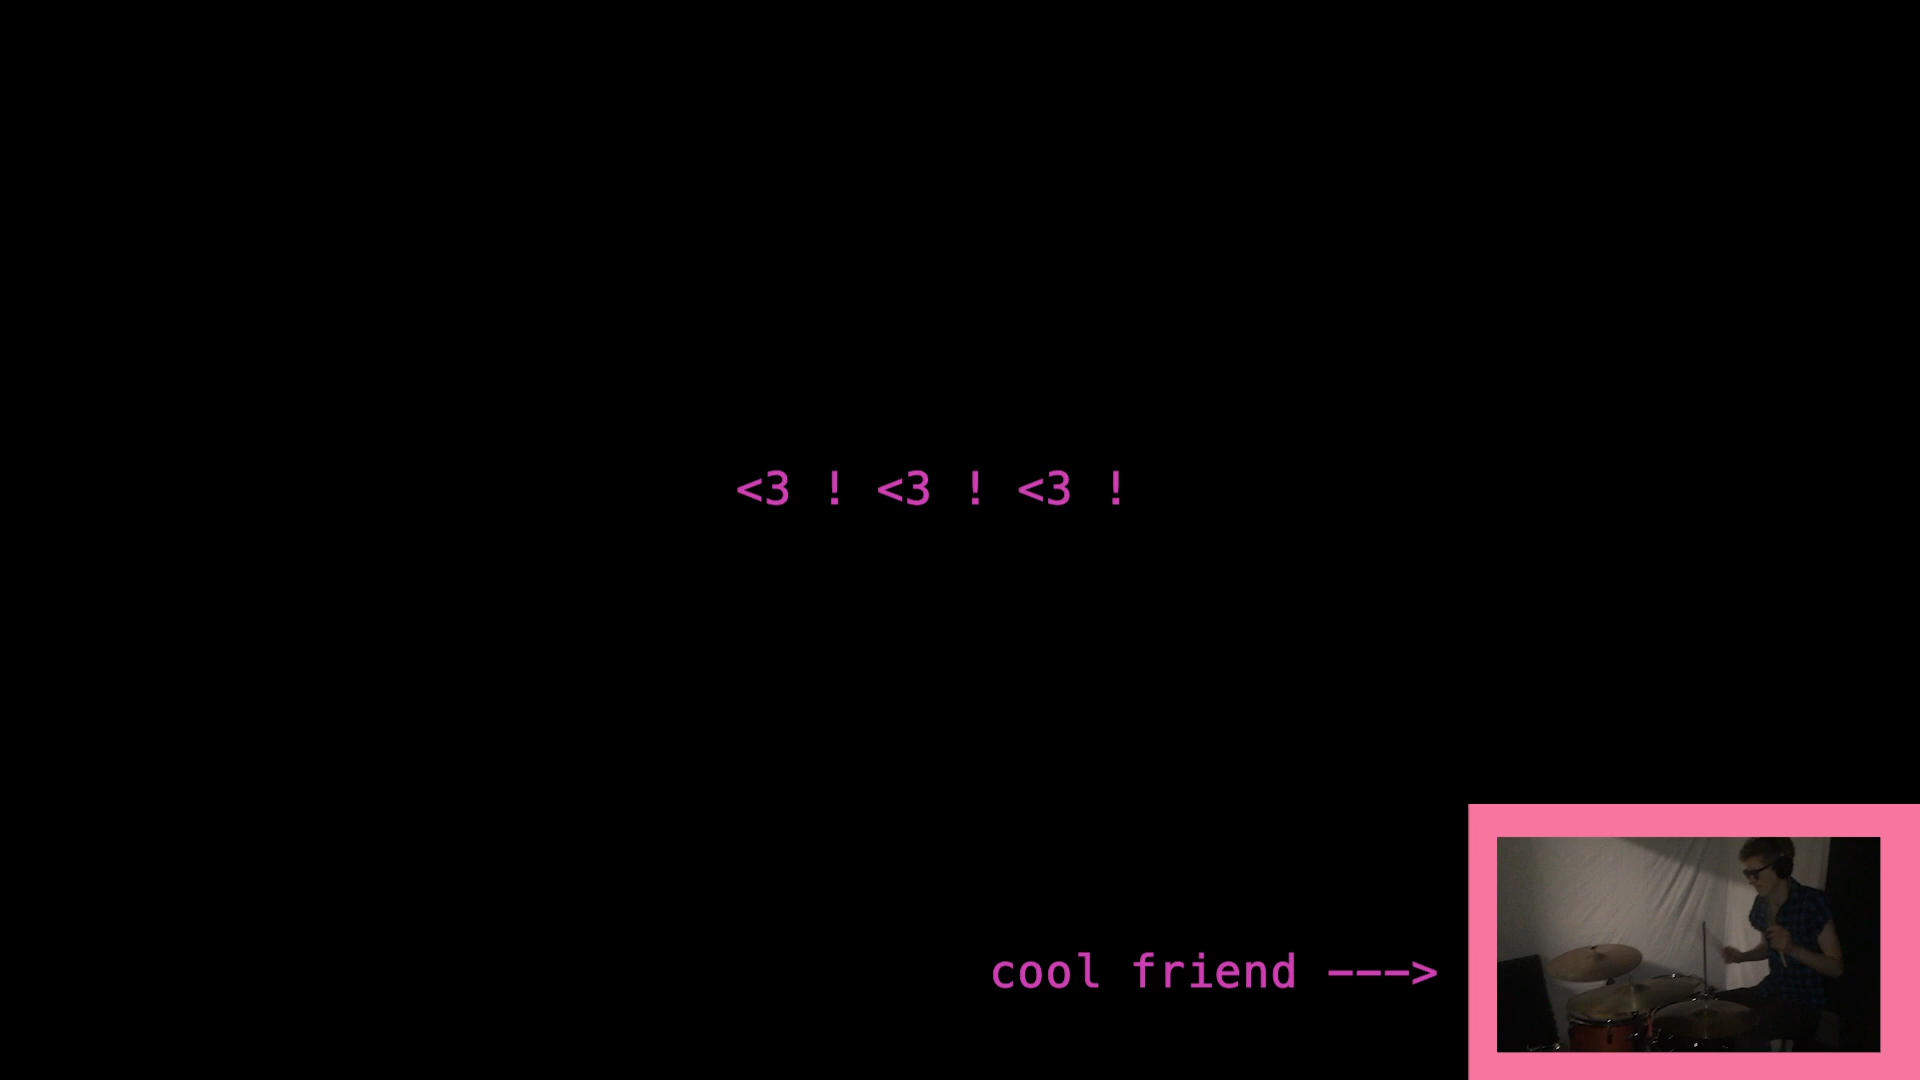 <3 ! <3 ! <3 !
cool friend --->